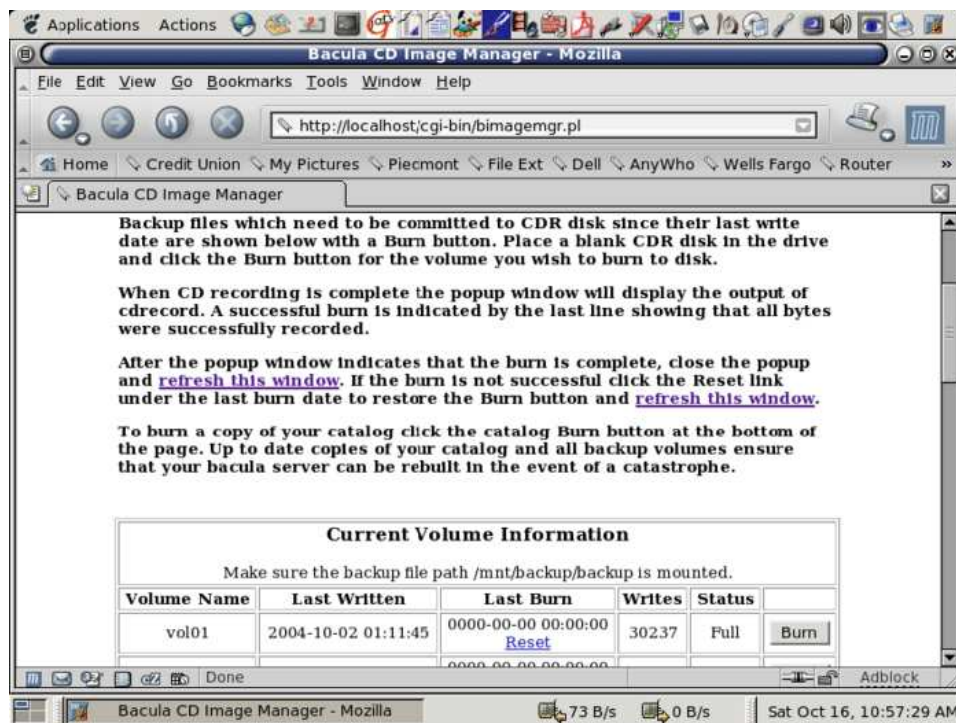 Applications Actions
Bacula CD Image Manager - Mozilla
File Edit View Go Bookmarks Tools Window Help
http://localhost/cgi-bin/bimagemgr.pl
Home Credit Union My Pictures Piecmont File Ext Dell AnyWho Wells Fargo Router »
Bacula CD Image Manager
Backup files which need to be committed to CDR disk since their last write
date are shown below with a Burn button. Place a blank CDR disk in the drive
and click the Burn button for the volume you wish to burn to disk.
When CD recording is complete the popup window will display the output of
cdrecord. A successful burn is indicated by the last line showing that all bytes
were successfully recorded.
After the popup window indicates that the burn is complete, close the popup
and refresh this window. If the burn is not successful click the Reset link
under the last burn date to restore the Burn button and refresh this window.
To burn a copy of your catalog click the catalog Burn button at the bottom of
the page. Up to date copies of your catalog and all backup volumes ensure
that your bacula server can be rebuilt in the event of a catastrophe.
Current Volume Information
Make sure the backup file path /mnt/backup/backup is mounted.
Volume Name Last Written Last Burn Writes Status
vol01 2004-10-02 01:11:45 0000-00-00 00:00:00 30237 Full Burn
Reset
0000-00-00 00:00:00
Done Adblock
Bacula CD Image Manager - Mozilla 73 B/s 0 B/s Sat Oct 16, 10:57:29 AM